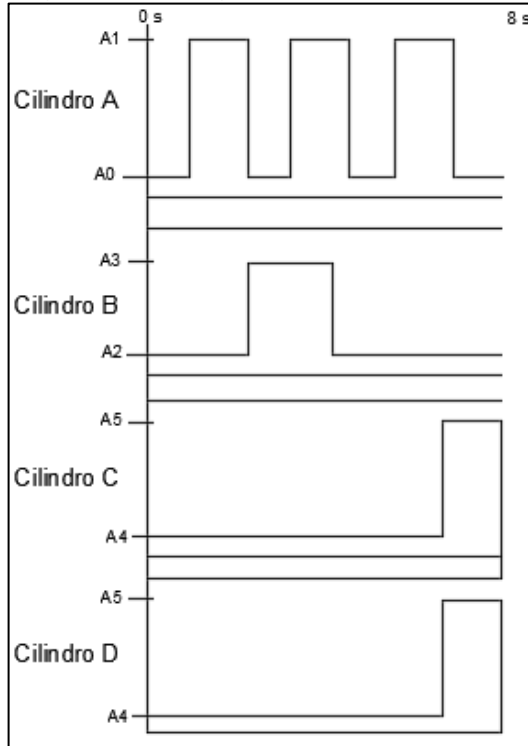 0 s
8 s
A1
Cilindro A
A0
A3
Cilindro B
A2
A5
Cilindro C
A4
A5
Cilindro D
A4